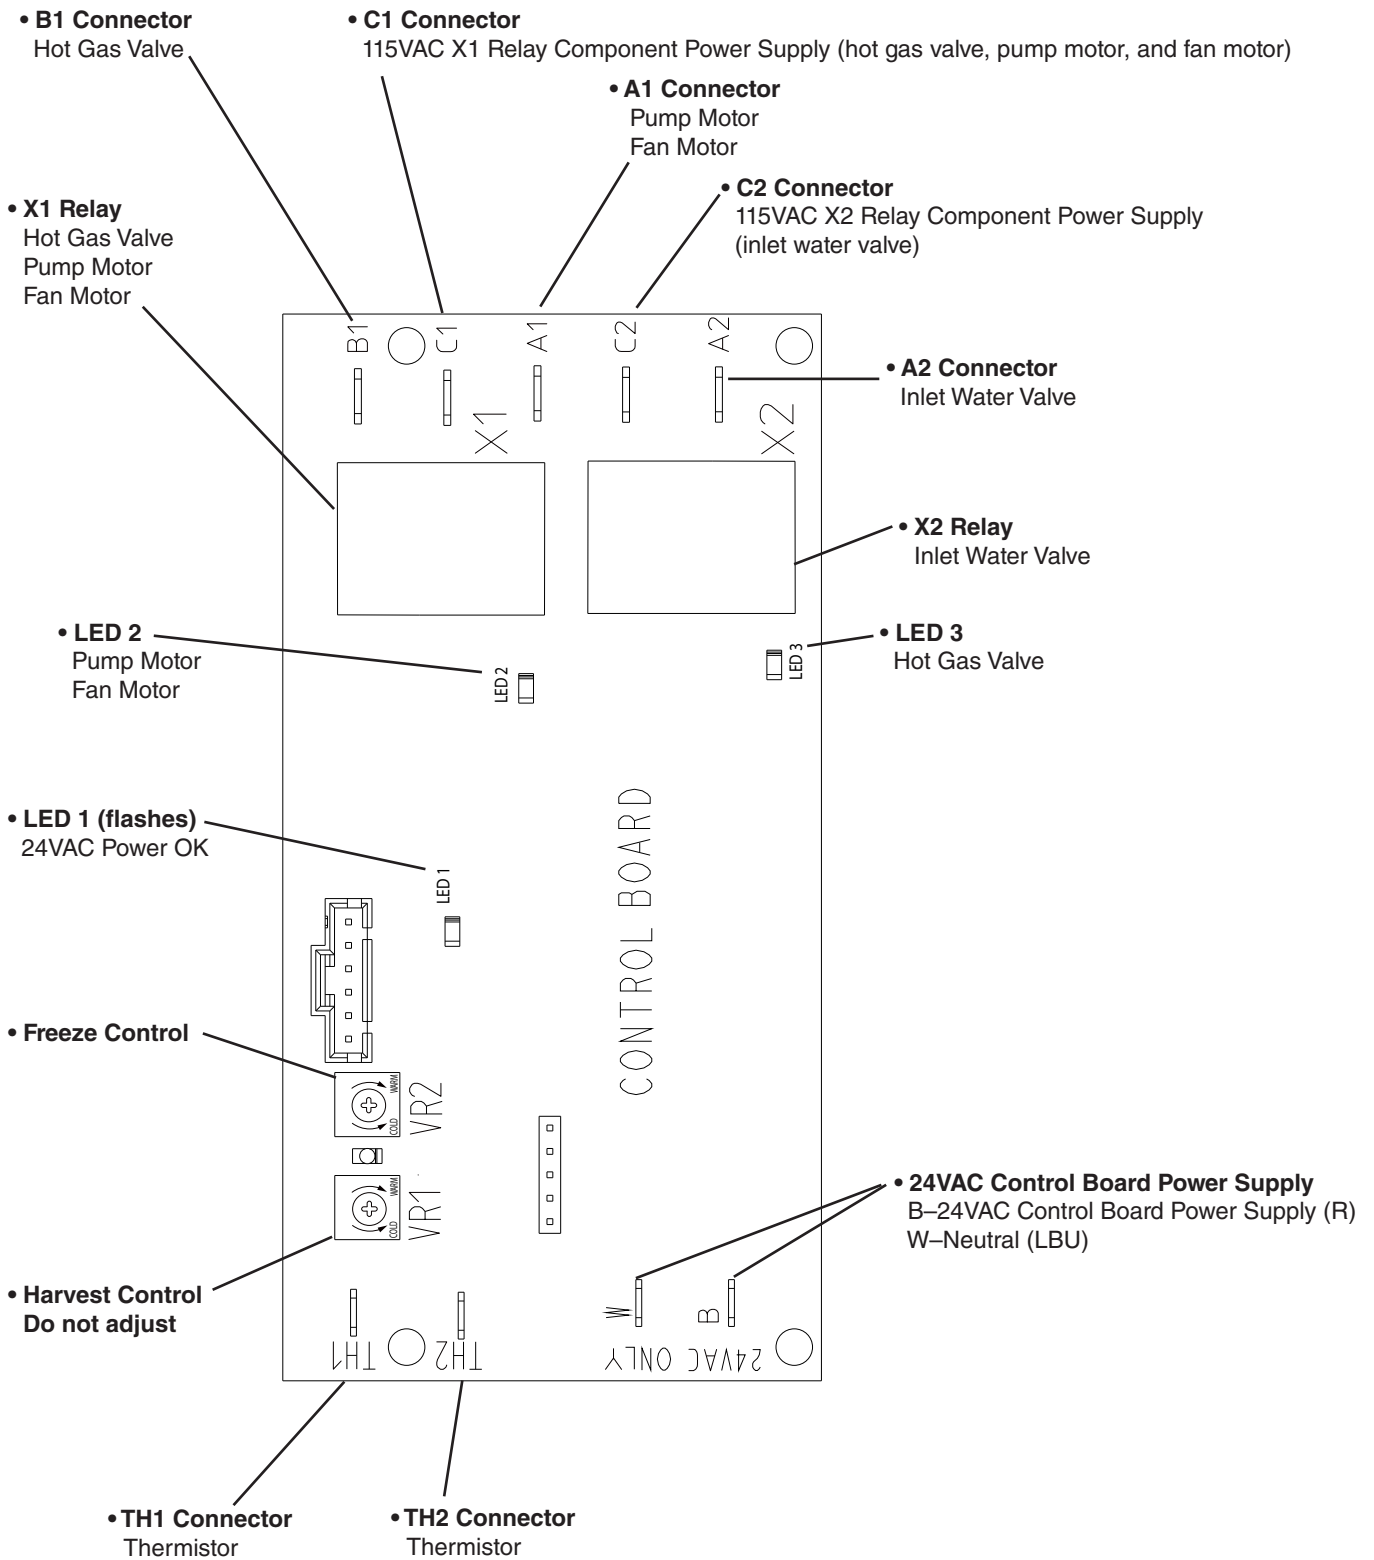 • B1 Connector
Hot Gas Valve
• C1 Connector
115VAC X1 Relay Component Power Supply (hot gas valve, pump motor, and fan motor)
• A1 Connector
Pump Motor
Fan Motor
• C2 Connector
115VAC X2 Relay Component Power Supply
(inlet water valve)
• X1 Relay
Hot Gas Valve
Pump Motor
Fan Motor
B1
C1
A1
C2
A2
• A2 Connector
Inlet Water Valve
X1
X2
• X2 Relay
Inlet Water Valve
• LED 2
Pump Motor
Fan Motor
LED 2
LED 3
• LED 3
Hot Gas Valve
• LED 1 (flashes)
24VAC Power OK
LED 1
CONTROL BOARD
• Freeze Control
WARM
COLD
VR2
WARM
COLD
VR1
• 24VAC Control Board Power Supply
B–24VAC Control Board Power Supply (R)
W–Neutral (LBU)
• Harvest Control
Do not adjust
W
B
TH1
TH2
24VAC ONLY
• TH1 Connector
Thermistor
• TH2 Connector
Thermistor